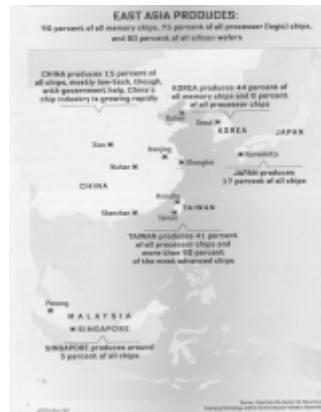 EAST ASIA PRODUCES:
90 percent of all memory chips, 75 percent of all processor (logic) chips,
and 80 percent of all silicon wafers
CHINA produces 15 percent of
all chips, mostly low-tech, though,
with government help, China's
chip industry is growing rapidly
KOREA produces 44 percent of
all memory chips and 8 percent
of all processor chips
Dalian
Seoul
KOREA
JAPAN
Xian
Nanjing
Wuhan
Shanghai
Kumamoto
JAPAN produces
17 percent of all chips
CHINA
Hsinchu
TAIWAN
Shenzhen
Tainan
TAIWAN produces 41 percent
of all processor chips and
more than 90 percent
of the most advanced chips
Penang
MALAYSIA
SINGAPORE
SINGAPORE produces around
5 percent of all chips